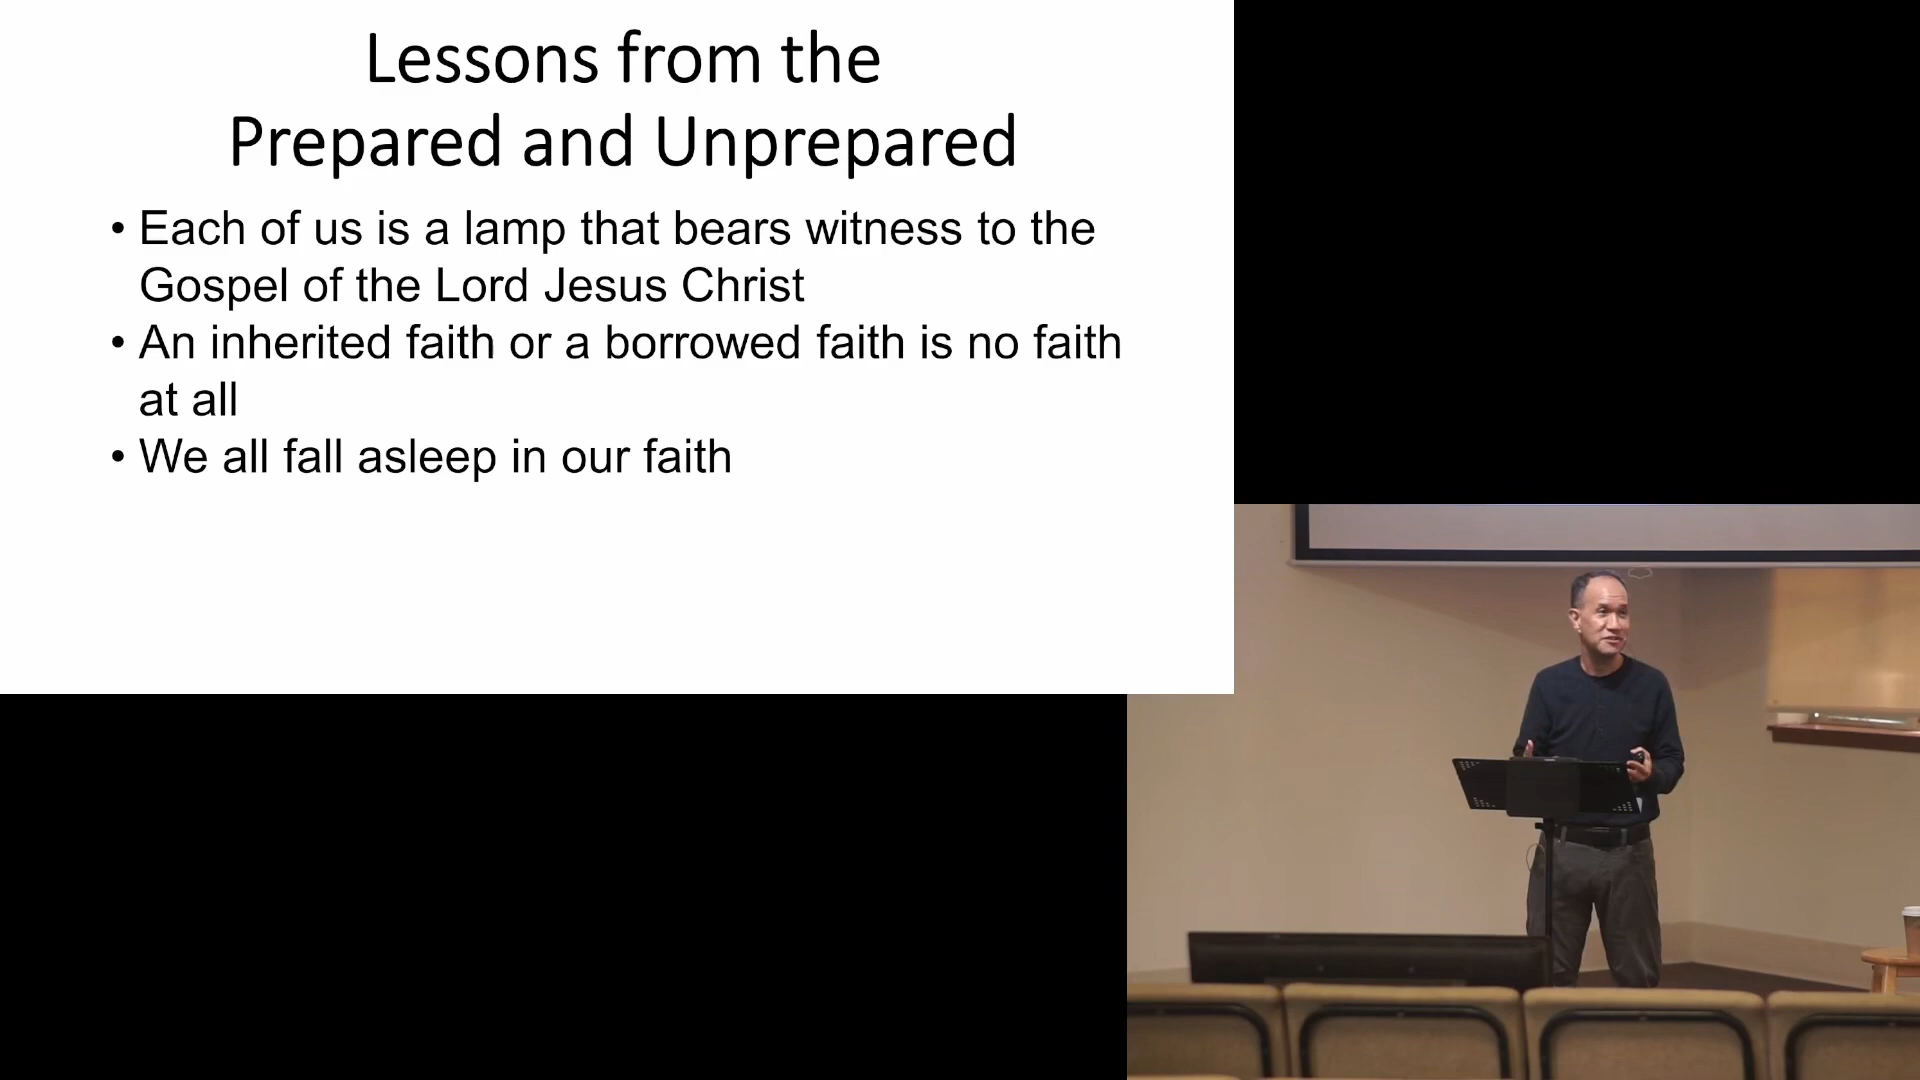 Lessons from the
Prepared and Unprepared
• Each of us is a lamp that bears witness to the
Gospel of the Lord Jesus Christ
• An inherited faith or a borrowed faith is no faith
at all
• We all fall asleep in our faith